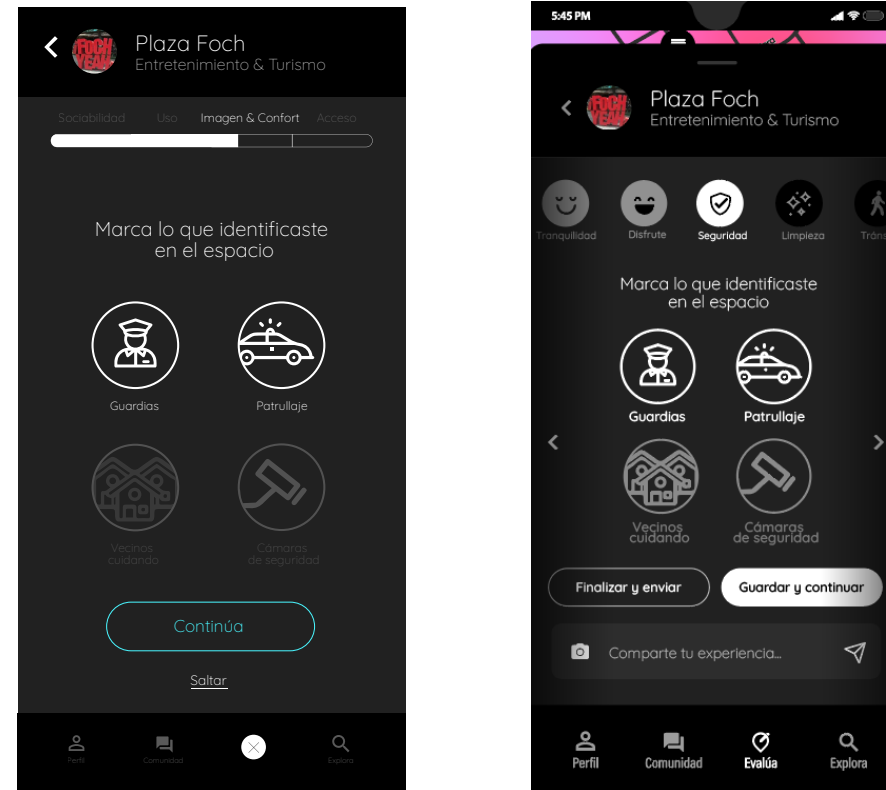 Plaza Foch
Entretenimiento & Turismo
Sociabilidad Uso Imagen & Confort Acceso
Marca lo que identificaste
en el espacio
Guardias Patrullaje
Vecinos
cuidando
Cámaras
de seguridad
Continúa
Saltar
Perfil Comunidad Explora
5:45 PM
FOCH
YEAH
Plaza Foch
Entretenimiento & Turismo
Tranquilidad Disfrute Seguridad Limpieza
Marca lo que identificaste
en el espacio
Guardias Patrullaje
Vecinos
cuidando
Cámaras
de seguridad
Finalizar y enviar Guardar y continuar
Comparte tu experiencia...
Perfil Comunidad Evalúa Explora